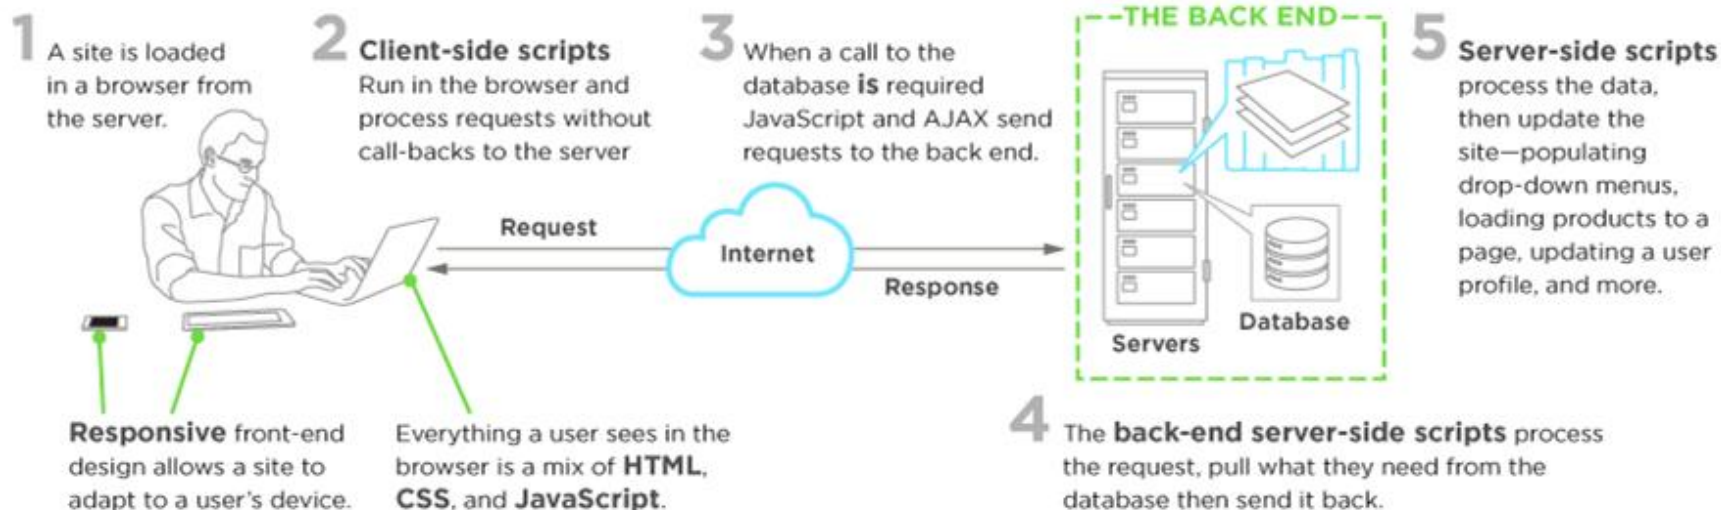 1
A site is loaded
in a browser from
the server.
2
Client-side scripts
Run in the browser and
process requests without
call-backs to the server
3
When a call to the
database is required
JavaScript and AJAX send
requests to the back end.
THE BACK END
5
Server-side scripts
process the data,
then update the
site—populating
drop-down menus,
loading products to a
page, updating a user
profile, and more.
Request
Internet
Response
Database
Servers
Responsive front-end
design allows a site to
adapt to a user's device.
Everything a user sees in the
browser is a mix of HTML,
CSS, and JavaScript.
4
The back-end server-side scripts process
the request, pull what they need from the
database then send it back.